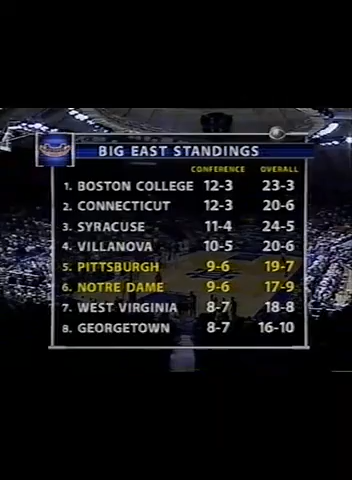 BIG EAST STANDINGS
CONFERENCE OVERALL
1. BOSTON COLLEGE 12-3 23-3
2. CONNECTICUT 12-3 20-6
3. SYRACUSE 11-4 24-5
4. VILLANOVA 10-5 20-6
5. PITTSBURGH 9-6 19-7
6. NOTRE DAME 9-6 17-9
7. WEST VIRGINIA 8-7 18-8
8. GEORGETOWN 8-7 16-10